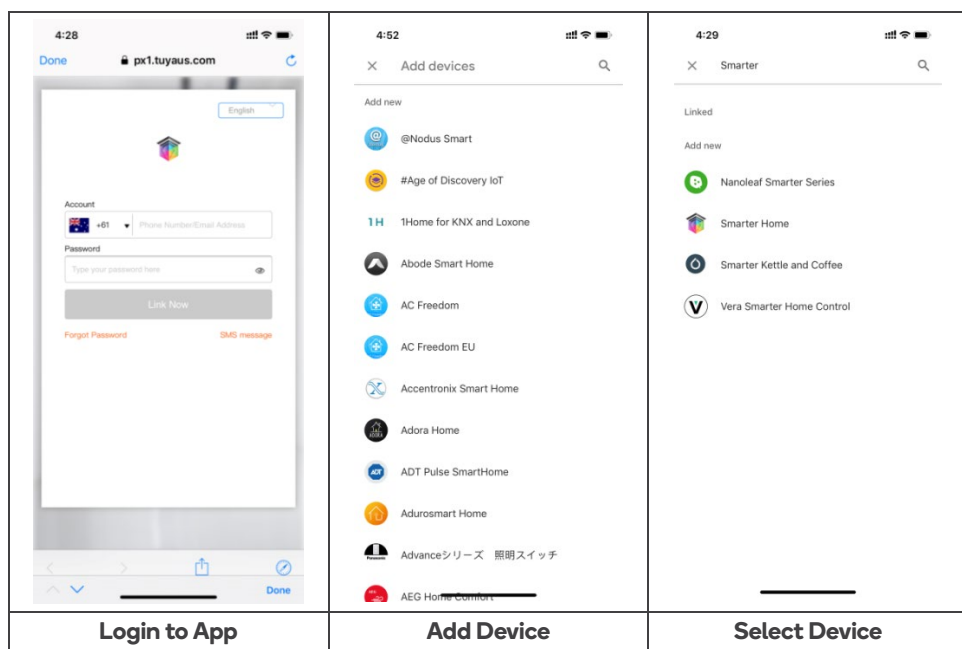 4:28
Done px1.tuyaus.com
English
Account
+61 Phone Number/Email Address
Password
Type your password here
Link Now
Forgot Password SMS message
Done
Login to App
4:52
Add devices
Add new
@Nodus Smart
#Age of Discovery IoT
1H 1Home for KNX and Loxone
Abode Smart Home
AC Freedom
AC Freedom EU
Accentronix Smart Home
ADORA Adora Home
ADT ADT Pulse SmartHome
Adurosmart Home
Panasonic Advanceシリーズ 照明スイッチ
AEG AEG Home Comfort
Add Device
4:29
Smarter
Linked
Add new
Nanoleaf Smarter Series
Smarter Home
Smarter Kettle and Coffee
V Vera Smarter Home Control
Select Device